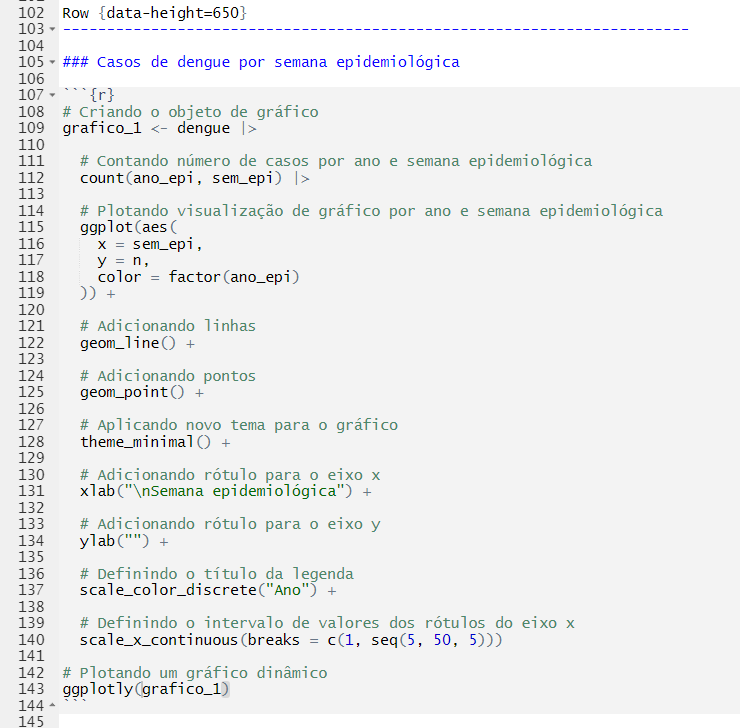 102 Row {data-height=650}
103 -----------------------------------------------------------------------
104
105 ### Casos de dengue por semana epidemiológica
106
107 ```{r}
108 # Criando o objeto de gráfico
109 grafico_1 <- dengue |>
110
111   # Contando número de casos por ano e semana epidemiológica
112   count(ano_epi, sem_epi) |>
113
114   # Plotando visualização de gráfico por ano e semana epidemiológica
115   ggplot(aes(
116     x = sem_epi,
117     y = n,
118     color = factor(ano_epi)
119   )) +
120
121   # Adicionando linhas
122   geom_line() +
123
124   # Adicionando pontos
125   geom_point() +
126
127   # Aplicando novo tema para o gráfico
128   theme_minimal() +
129
130   # Adicionando rótulo para o eixo x
131   xlab("\nSemana epidemiológica") +
132
133   # Adicionando rótulo para o eixo y
134   ylab("") +
135
136   # Definindo o título da legenda
137   scale_color_discrete("Ano") +
138
139   # Definindo o intervalo de valores dos rótulos do eixo x
140   scale_x_continuous(breaks = c(1, seq(5, 50, 5)))
141
142 # Plotando um gráfico dinâmico
143 ggplotly(grafico_1)
144 ```
145